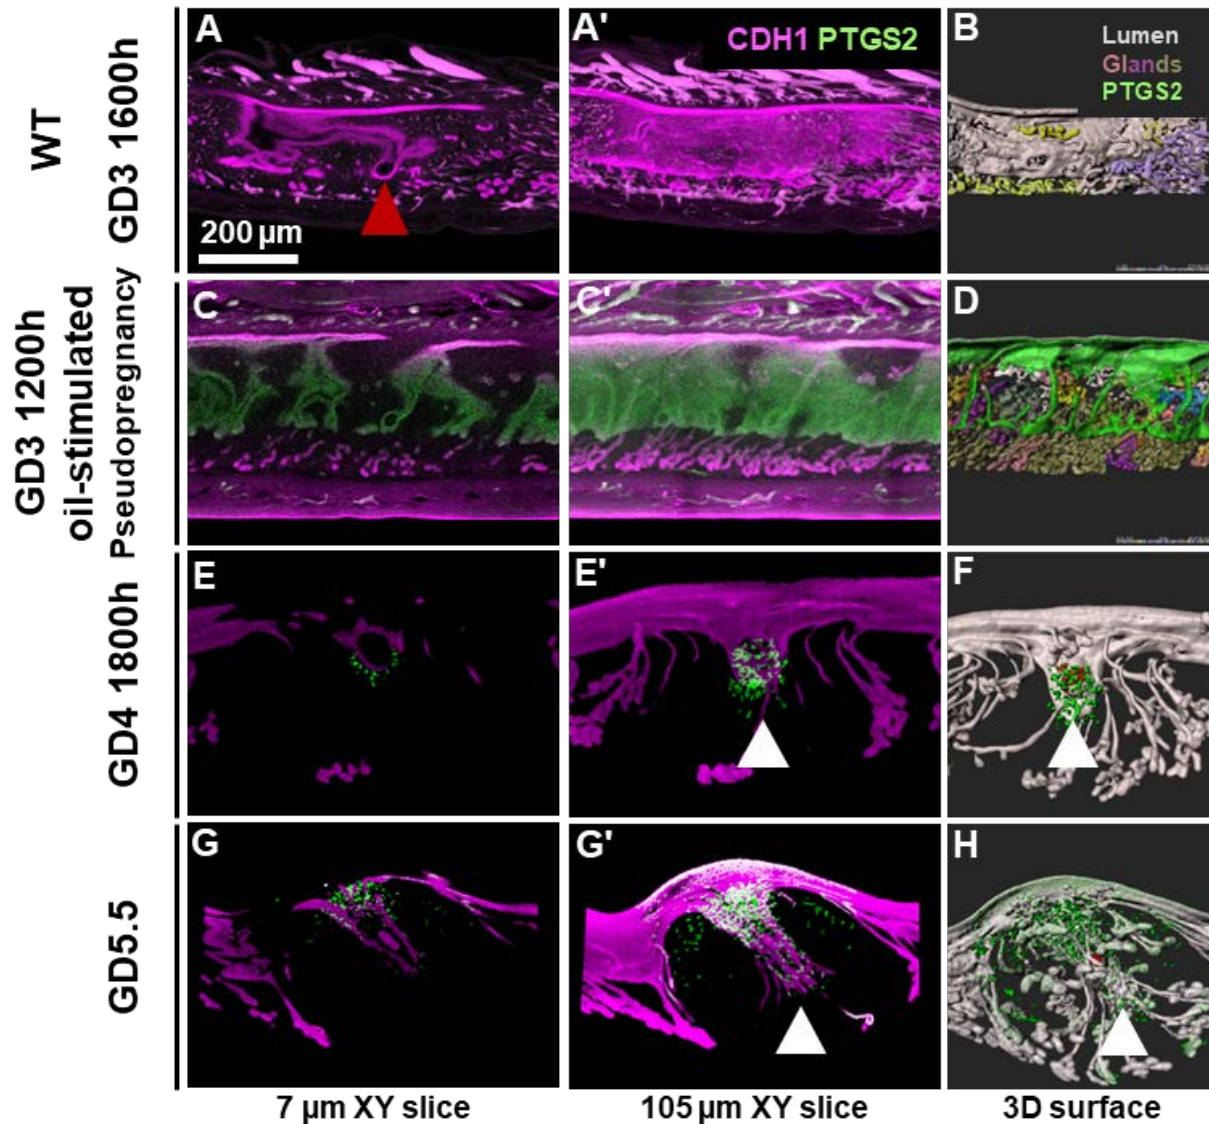 A
A'
CDH1 PTGS2
B
Lumen
Glands
PTGS2
WT
GD3 1600h
200 µm
C
C'
D
GD3 1200h
oil-stimulated
Pseudopregnancy
E
E'
F
GD4 1800h
G
G'
H
GD5.5
7 µm XY slice
105 µm XY slice
3D surface